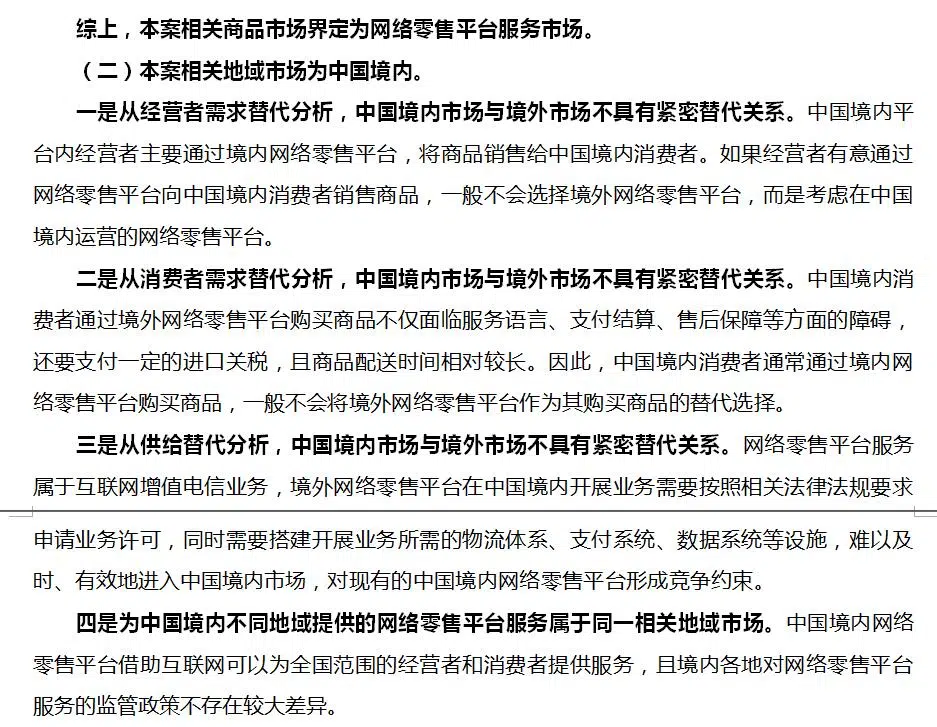 综上，本案相关商品市场界定为网络零售平台服务市场。
（二）本案相关地域市场为中国境内。
一是从经营者需求替代分析，中国境内市场与境外市场不具有紧密替代关系。中国境内平
台内经营者主要通过境内网络零售平台，将商品销售给中国境内消费者。如果经营者有意通过
网络零售平台向中国境内消费者销售商品，一般不会选择境外网络零售平台，而是考虑在中国
境内运营的网络零售平台。
二是从消费者需求替代分析，中国境内市场与境外市场不具有紧密替代关系。中国境内消
费者通过境外网络零售平台购买商品不仅面临服务语言、支付结算、售后保障等方面的障碍，
还要支付一定的进口关税，且商品配送时间相对较长。因此，中国境内消费者通常通过境内网
络零售平台购买商品，一般不会将境外网络零售平台作为其购买商品的替代选择。
三是从供给替代分析，中国境内市场与境外市场不具有紧密替代关系。网络零售平台服务
属于互联网增值电信业务，境外网络零售平台在中国境内开展业务需要按照相关法律法规要求
申请业务许可，同时需要搭建开展业务所需的物流体系、支付系统、数据系统等设施，难以及
时、有效地进入中国境内市场，对现有的中国境内网络零售平台形成竞争约束。
四是为中国境内不同地域提供的网络零售平台服务属于同一相关地域市场。中国境内网络
零售平台借助互联网可以为全国范围的经营者和消费者提供服务，且境内各地对网络零售平台
服务的监管政策不存在较大差异。